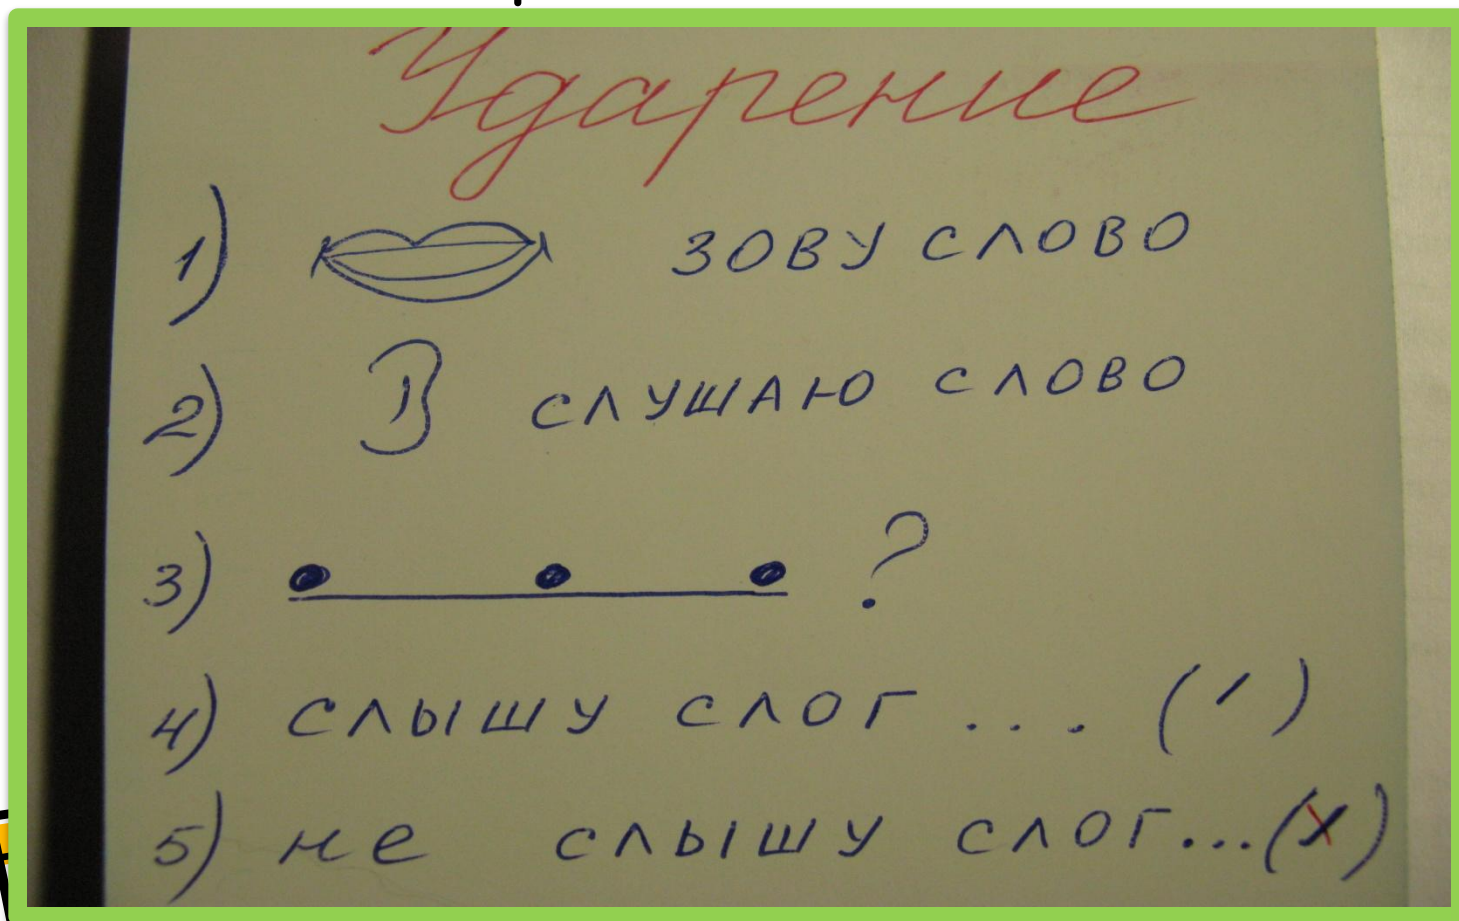 Ударение
1) ЗОВУ СЛОВО
2) СЛУШАЮ СЛОВО
3) ?
4) СЛЫШУ СЛОГ ... (′)
5) не СЛЫШУ СЛОГ...(X)